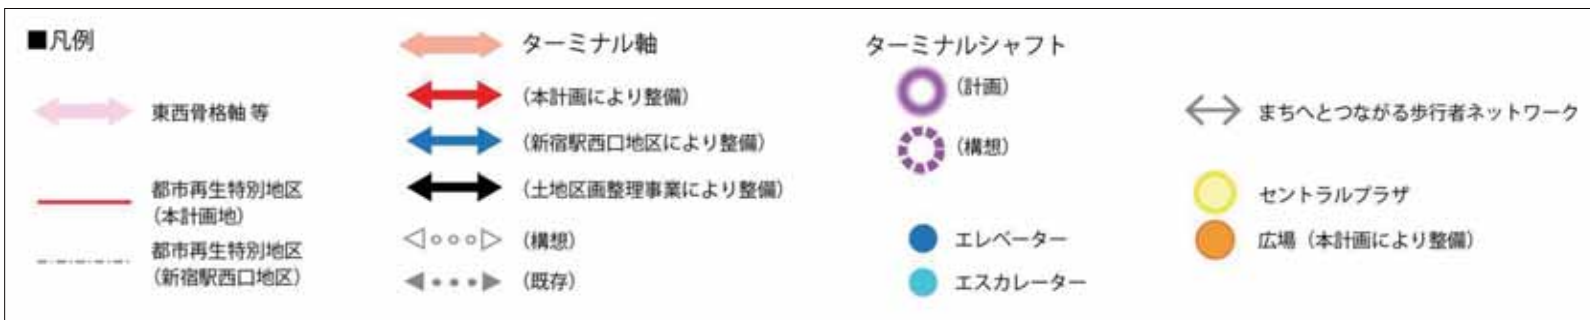 ■凡例
東西骨格軸 等
都市再生特別地区
（本計画地）
都市再生特別地区
（新宿駅西口地区）
ターミナル軸
（本計画により整備）
（新宿駅西口地区により整備）
（土地区画整理事業により整備）
（構想）
（既存）
ターミナルシャフト
（計画）
（構想）
エレベーター
エスカレーター
まちへとつながる歩行者ネットワーク
セントラルプラザ
広場（本計画により整備）